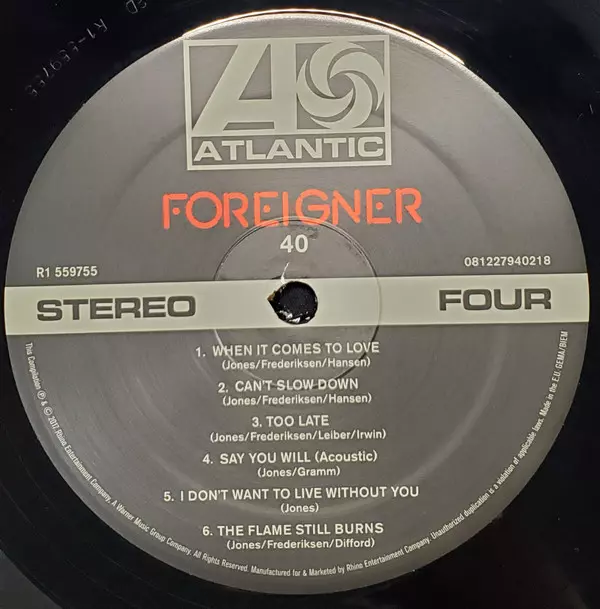 ATLANTIC
FOREIGNER
40
R1 559755
081227940218
STEREO
FOUR
1. WHEN IT COMES TO LOVE
(Jones/Frederiksen/Hansen)
2. CAN'T SLOW DOWN
(Jones/Frederiksen/Hansen)
3. TOO LATE
(Jones/Frederiksen/Leiber/Irwin)
4. SAY YOU WILL (Acoustic)
(Jones/Gramm)
5. I DON'T WANT TO LIVE WITHOUT YOU
(Jones)
6. THE FLAME STILL BURNS
(Jones/Frederiksen/Difford)
This Compilation ℗ & © 2017 Rhino Entertainment Company, A Warner Music Group Company. All Rights Reserved. Manufactured for & Marketed by Rhino Entertainment Company. Unauthorized duplication is a violation of applicable laws. Made in the E.U. GEMA/BIEM